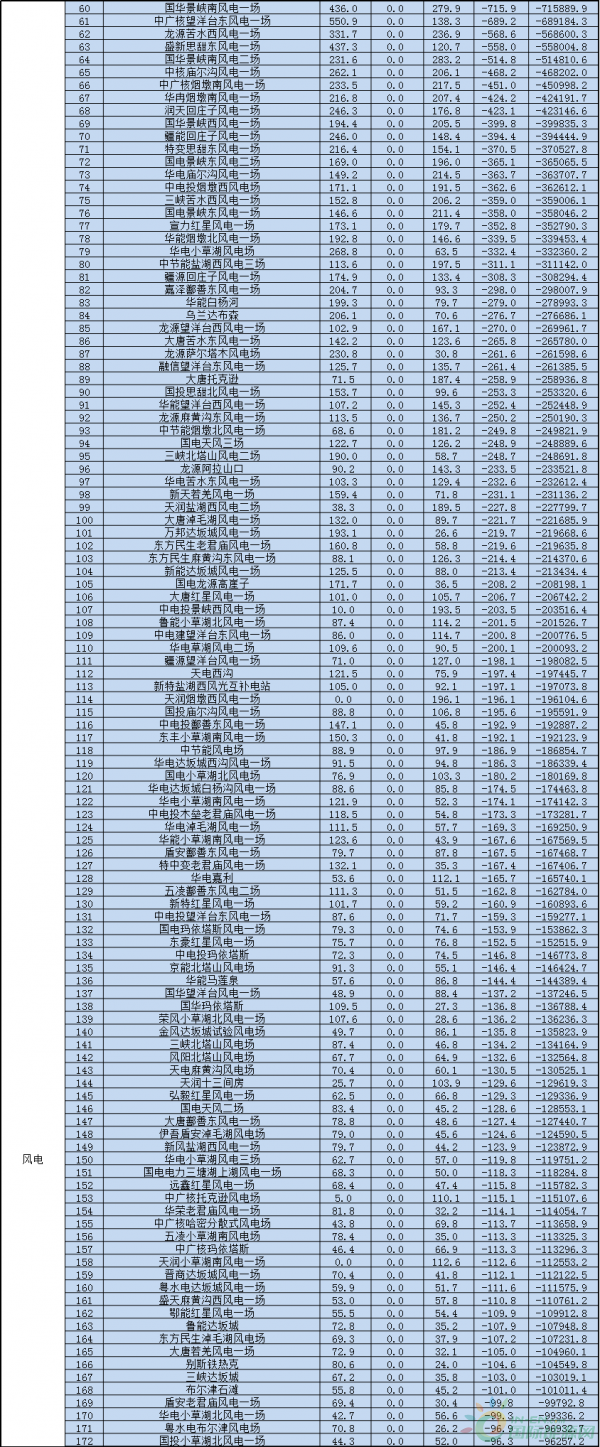 60 国华景峡南风电一场 436.0 0.0 279.9 -715.9 -715889.9
61 中广核望洋台东风电一场 550.9 0.0 138.3 -689.2 -689184.3
62 龙源苦水西风电一场 331.7 0.0 236.9 -568.6 -568600.3
63 盛新思甜东风电一场 437.3 0.0 120.7 -558.0 -558004.8
64 国华景峡南风电二场 231.6 0.0 283.2 -514.8 -514810.6
65 中核庙尔沟风电一场 262.1 0.0 206.1 -468.2 -468202.0
66 中广核烟墩南风电一场 233.5 0.0 217.5 -451.0 -450998.2
67 华冉烟墩南风电一场 216.8 0.0 207.4 -424.2 -424191.7
68 润天回庄子风电一场 246.3 0.0 176.8 -423.1 -423146.6
69 国华景峡西风电一场 194.4 0.0 205.5 -399.8 -399835.3
70 疆能回庄子风电一场 246.0 0.0 148.4 -394.4 -394444.9
71 特变思甜东风电一场 216.4 0.0 154.1 -370.5 -370527.8
72 国电景峡东风电二场 169.0 0.0 196.0 -365.1 -365065.5
73 华电庙尔沟风电一场 149.2 0.0 214.5 -363.7 -363707.7
74 中电投烟墩西风电场 171.1 0.0 191.5 -362.6 -362612.1
75 三峡苦水西风电一场 152.8 0.0 206.2 -359.0 -359006.1
76 国电景峡东风电一场 146.6 0.0 211.4 -358.0 -358046.2
77 宣力红星风电一场 173.1 0.0 179.7 -352.8 -352790.3
78 华能烟墩北风电一场 192.8 0.0 146.6 -339.5 -339453.4
79 华电小草湖风电场 268.8 0.0 63.5 -332.4 -332360.2
80 中节能盐湖西风电三场 113.6 0.0 197.5 -311.1 -311142.0
81 疆源回庄子风电一场 174.9 0.0 133.4 -308.3 -308294.4
82 嘉泽鄯善东风电一场 204.7 0.0 93.3 -298.0 -298007.9
83 华能白杨河 199.3 0.0 79.7 -279.0 -278993.3
84 乌兰达布森 206.1 0.0 70.6 -276.7 -276686.1
85 龙源望洋台西风电一场 102.9 0.0 167.1 -270.0 -269961.7
86 大唐苦水东风电一场 142.2 0.0 123.6 -265.8 -265780.0
87 龙源萨尔塔木风电场 230.8 0.0 30.8 -261.6 -261598.6
88 融信望洋台东风电一场 125.7 0.0 135.7 -261.4 -261385.5
89 大唐托克逊 71.5 0.0 187.4 -258.9 -258936.8
90 国投思甜北风电一场 153.7 0.0 99.6 -253.3 -253320.6
91 华能望洋台西风电一场 107.2 0.0 145.3 -252.4 -252448.9
92 龙源麻黄沟东风电一场 113.5 0.0 136.7 -250.2 -250190.3
93 中节能烟墩北风电一场 68.6 0.0 181.2 -249.8 -249821.9
94 国电天风三场 122.7 0.0 126.2 -248.9 -248889.6
95 三峡北塔山风电二场 190.0 0.0 58.7 -248.7 -248691.8
96 龙源阿拉山口 90.2 0.0 143.3 -233.5 -233521.8
97 华电苦水东风电一场 103.3 0.0 129.4 -232.6 -232612.4
98 新天若羌风电一场 159.4 0.0 71.8 -231.1 -231136.2
99 天润盐湖西风电二场 38.3 0.0 189.5 -227.8 -227799.7
100 大唐淖毛湖风电一场 132.0 0.0 89.7 -221.7 -221685.9
101 万邦达坂城风电一场 193.1 0.0 26.6 -219.7 -219668.6
102 东方民生老君庙风电一场 160.8 0.0 58.8 -219.6 -219635.8
103 东方民生麻黄沟东风电一场 88.1 0.0 126.3 -214.4 -214370.6
104 新能达坂城风电一场 125.5 0.0 88.0 -213.4 -213434.4
105 国电龙源高崖子 171.7 0.0 36.5 -208.2 -208198.1
106 大唐红星风电一场 101.0 0.0 105.7 -206.7 -206742.2
107 中电投景峡西风电一场 10.0 0.0 193.5 -203.5 -203516.4
108 鲁能小草湖北风电一场 87.4 0.0 114.2 -201.5 -201526.7
109 中电建望洋台东风电一场 86.0 0.0 114.7 -200.8 -200776.5
110 华电草湖风电二场 109.6 0.0 90.5 -200.1 -200093.2
111 疆源望洋台风电一场 71.0 0.0 127.0 -198.1 -198082.5
112 天电西沟 121.5 0.0 75.9 -197.4 -197445.7
113 新特盐湖西风光互补电站 105.0 0.0 92.1 -197.1 -197073.8
114 天润烟墩西风电一场 0.0 0.0 196.1 -196.1 -196104.6
115 国投庙尔沟风电一场 88.8 0.0 106.8 -195.6 -195591.9
116 中电投鄯善东风电一场 147.1 0.0 45.8 -192.9 -192887.2
117 东丰小草湖南风电一场 150.3 0.0 41.8 -192.1 -192123.9
118 中节能风电场 88.9 0.0 97.9 -186.9 -186854.7
119 华电达坂城西沟风电一场 91.5 0.0 94.8 -186.3 -186339.4
120 国电小草湖北风电场 76.9 0.0 103.3 -180.2 -180169.8
121 华电达坂城白杨沟风电一场 88.6 0.0 85.8 -174.5 -174463.8
122 华电小草湖南风电一场 121.9 0.0 52.3 -174.1 -174142.3
123 中电投木垒老君庙风电一场 118.5 0.0 54.8 -173.3 -173281.7
124 华电淖毛湖风电一场 111.5 0.0 57.7 -169.3 -169250.9
125 华能小草湖南风电一场 123.6 0.0 43.9 -167.6 -167569.5
126 盾安鄯善东风电一场 79.7 0.0 87.8 -167.5 -167468.7
127 特中变老君庙风电一场 132.1 0.0 35.3 -167.4 -167406.7
128 华电嘉利 53.6 0.0 112.1 -165.7 -165740.1
129 五凌鄯善东风电二场 111.3 0.0 51.5 -162.8 -162784.0
130 新特红星风电一场 101.7 0.0 59.2 -160.9 -160893.6
131 中电投望洋台东风电一场 87.6 0.0 71.7 -159.3 -159277.1
132 国电玛依塔斯风电一场 79.3 0.0 74.6 -153.9 -153862.3
133 东豪红星风电一场 75.7 0.0 76.8 -152.5 -152515.9
134 中电投玛依塔斯 72.3 0.0 74.5 -146.8 -146773.8
135 京能北塔山风电场 91.3 0.0 55.1 -146.4 -146424.7
136 华能马莲泉 57.6 0.0 86.8 -144.4 -144389.4
137 国华望洋台风电一场 48.9 0.0 88.4 -137.2 -137246.5
138 国华玛依塔斯 109.5 0.0 27.3 -136.8 -136788.4
139 荣风小草湖北风电一场 107.6 0.0 28.6 -136.2 -136236.3
140 金风达坂城试验风电场 49.7 0.0 86.1 -135.8 -135823.9
141 三峡北塔山风电一场 87.4 0.0 46.8 -134.2 -134164.9
142 风阳北塔山风电场 67.7 0.0 64.9 -132.6 -132564.8
143 天电麻黄沟风电场 70.4 0.0 60.1 -130.5 -130525.1
144 天润十三间房 25.7 0.0 103.9 -129.6 -129619.3
145 弘毅红星风电一场 62.5 0.0 66.8 -129.3 -129336.9
146 国电天风二场 83.4 0.0 45.2 -128.6 -128553.1
147 大唐鄯善东风电一场 78.8 0.0 48.6 -127.4 -127440.7
148 伊吾盾安淖毛湖风电场 79.0 0.0 45.6 -124.6 -124590.5
149 新风盐湖西风电一场 79.7 0.0 44.2 -123.9 -123872.9
风电 150 华电小草湖风电三场 62.7 0.0 57.0 -119.8 -119751.2
151 国电电力三塘湖上湖风电一场 68.3 0.0 50.0 -118.3 -118284.8
152 远鑫红星风电一场 68.4 0.0 47.4 -115.8 -115782.3
153 中广核托克逊风电场 5.0 0.0 110.1 -115.1 -115107.6
154 华荣老君庙风电一场 81.8 0.0 32.2 -114.1 -114054.7
155 中广核哈密分散式风电场 43.8 0.0 69.8 -113.7 -113658.9
156 五凌小草湖南风电场 78.4 0.0 35.0 -113.3 -113325.3
157 中广核玛依塔斯 46.4 0.0 66.9 -113.3 -113296.3
158 天润小草湖南风电一场 0.0 0.0 112.6 -112.6 -112553.2
159 晋商达坂城风电一场 70.4 0.0 41.8 -112.1 -112122.5
160 粤水电达坂城风电一场 59.9 0.0 51.7 -111.6 -111575.9
161 盛天麻黄沟西风电一场 53.0 0.0 57.8 -110.8 -110761.2
162 鄂能红星风电一场 55.5 0.0 54.4 -109.9 -109912.8
163 鲁能达坂城 72.8 0.0 35.2 -107.9 -107948.8
164 东方民生淖毛湖风电场 69.3 0.0 37.9 -107.2 -107231.8
165 大唐若羌风电一场 72.9 0.0 32.1 -105.0 -104960.1
166 别斯铁热克 80.6 0.0 24.0 -104.6 -104549.8
167 三峡达坂城 67.2 0.0 35.8 -103.0 -103019.1
168 布尔津石滩 55.8 0.0 45.2 -101.0 -101011.4
169 盾安老君庙风电一场 69.4 0.0 30.4 -99.8 -99792.8
170 华电小草湖北风电一场 42.7 0.0 56.6 -99.3 -99336.2
171 粤水电布尔津风电场 70.8 0.0 26.2 -96.9 -96932.1
172 国投小草湖北风电一场 44.3 0.0 52.0 -96.3 -96257.2